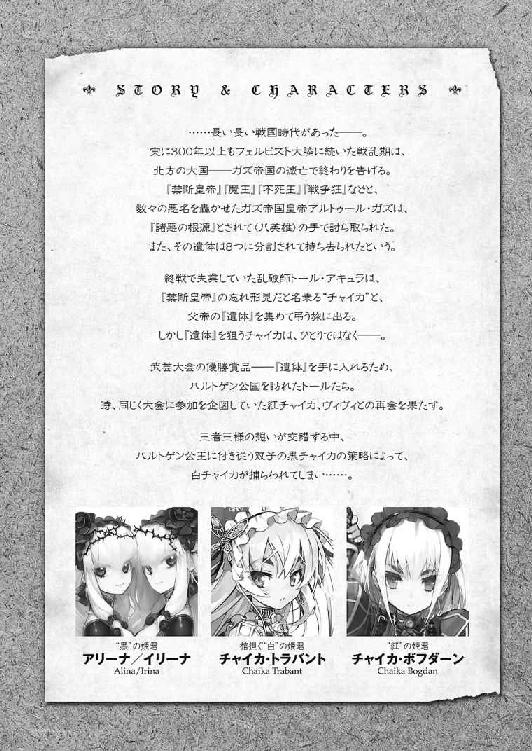 STORY & CHARACTERS
……長い長い戦国時代があった——。
実に300年以上もフェルビスト大陸に続いた戦乱期は、
北方の大国——ガズ帝国の滅亡で終わりを告げる。
『禁断皇帝』『魔王』『不死王』『戦争狂』などと、
数々の悪名を轟かせたガズ帝国皇帝アルトゥール・ガズは、
『諸悪の根源』とされて〈八英雄〉の手で討ち取られた。
また、その遺体は8つに分割されて持ち去られたという。
終戦で失業していた乱破師トール・アキュラは、
『禁断皇帝』の忘れ形見だと名乗る“チャイカ”と、
父帝の『遺体』を集めて弔う旅に出る。
しかし『遺体』を狙うチャイカは、ひとりではなく——。
武芸大会の優勝賞品——『遺体』を手に入れるため、
ハルトゲン公国を訪れたトールたち。
時、同じく大会に参加を企図していた紅チャイカ、ヴィヴィとの再会を果たす。
三者三様の想いが交錯する中、
ハルトゲン公王に付き従う双子の黒チャイカの策略によって、
白チャイカが捕らわれてしまい……。
“黒”の姫君
アリーナ／イリーナ
Alina/Irina
棺担ぐ“白”の姫君
チャイカ・トラバント
Chaika Trabant
“紅”の姫君
チャイカ・ボフダーン
Chaika Bogdan